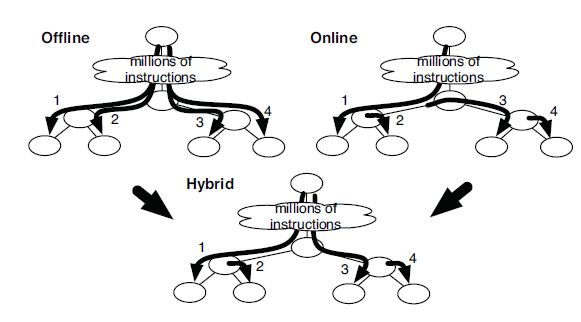 Offline
millions of
instructions
1
2
3
4
Online
millions of
instructions
1
2
3
4
Hybrid
millions of
instructions
1
2
3
4